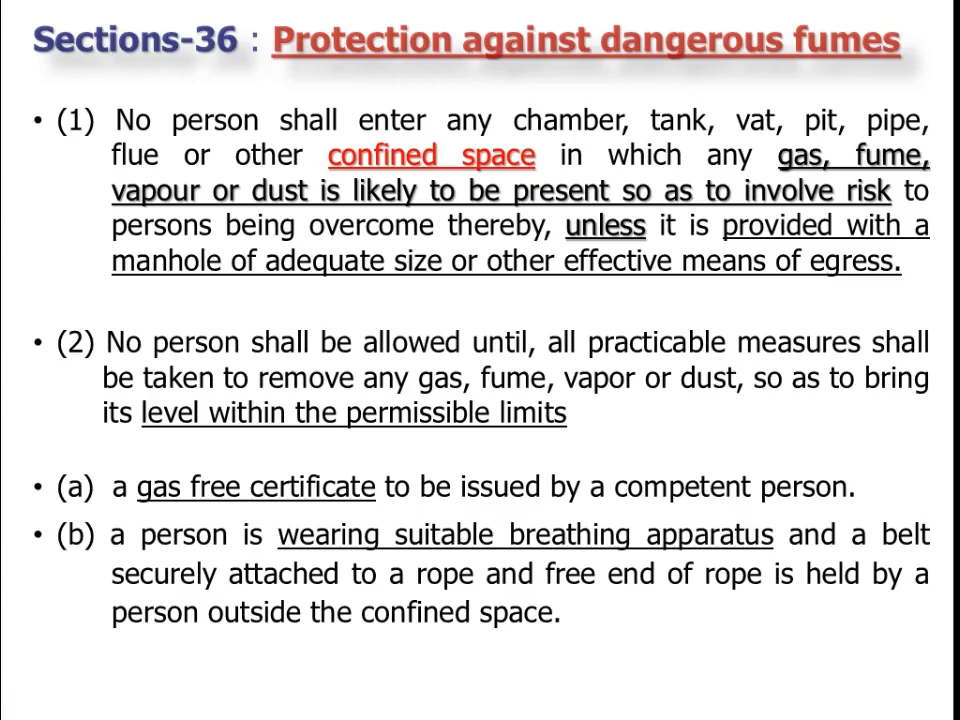 Sections-36 : Protection against dangerous fumes
• (1) No person shall enter any chamber, tank, vat, pit, pipe,
flue or other confined space in which any gas, fume,
vapour or dust is likely to be present so as to involve risk to
persons being overcome thereby, unless it is provided with a
manhole of adequate size or other effective means of egress.
• (2) No person shall be allowed until, all practicable measures shall
be taken to remove any gas, fume, vapor or dust, so as to bring
its level within the permissible limits
• (a) a gas free certificate to be issued by a competent person.
• (b) a person is wearing suitable breathing apparatus and a belt
securely attached to a rope and free end of rope is held by a
person outside the confined space.